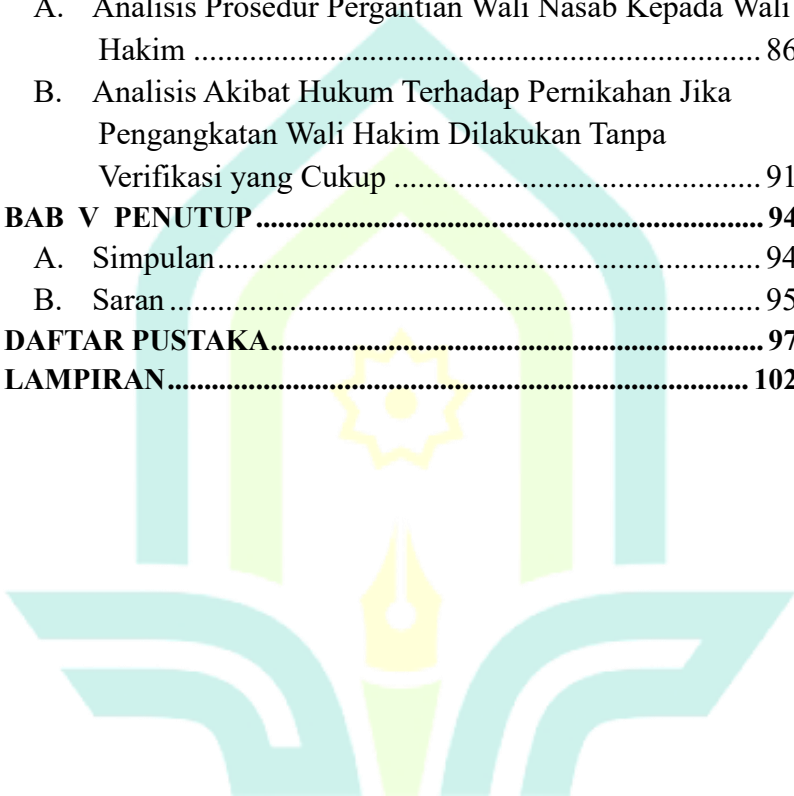 A. Analisis Prosedur Pergantian Wali Nasab Kepada Wali
Hakim ........................................................................ 86
B. Analisis Akibat Hukum Terhadap Pernikahan Jika
Pengangkatan Wali Hakim Dilakukan Tanpa
Verifikasi yang Cukup ............................................... 91
BAB V PENUTUP ................................................................ 94
A. Simpulan..................................................................... 94
B. Saran ........................................................................... 95
DAFTAR PUSTAKA.............................................................. 97
LAMPIRAN......................................................................... 102